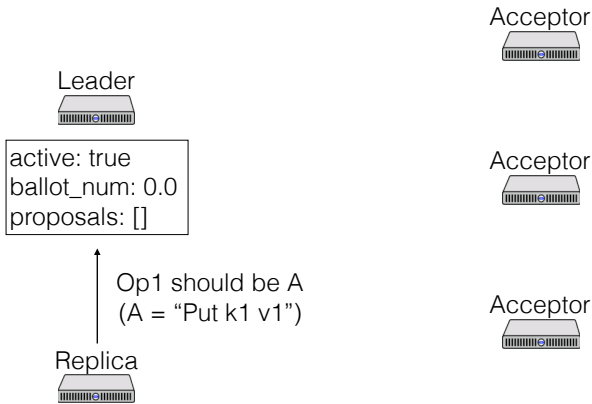 Acceptor
Leader
active: true
ballot_num: 0.0
proposals: []
Acceptor
Op1 should be A
(A = “Put k1 v1”)
Acceptor
Replica